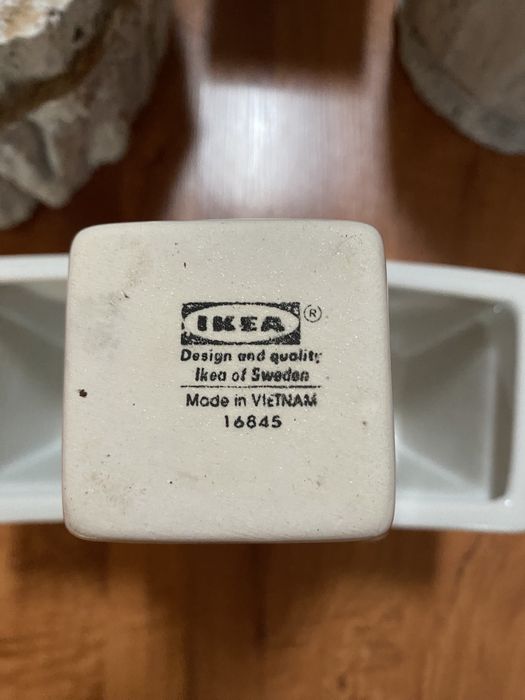 IKEA ®
Design and quality
Ikea of Sweden
Made in VIETNAM
16845